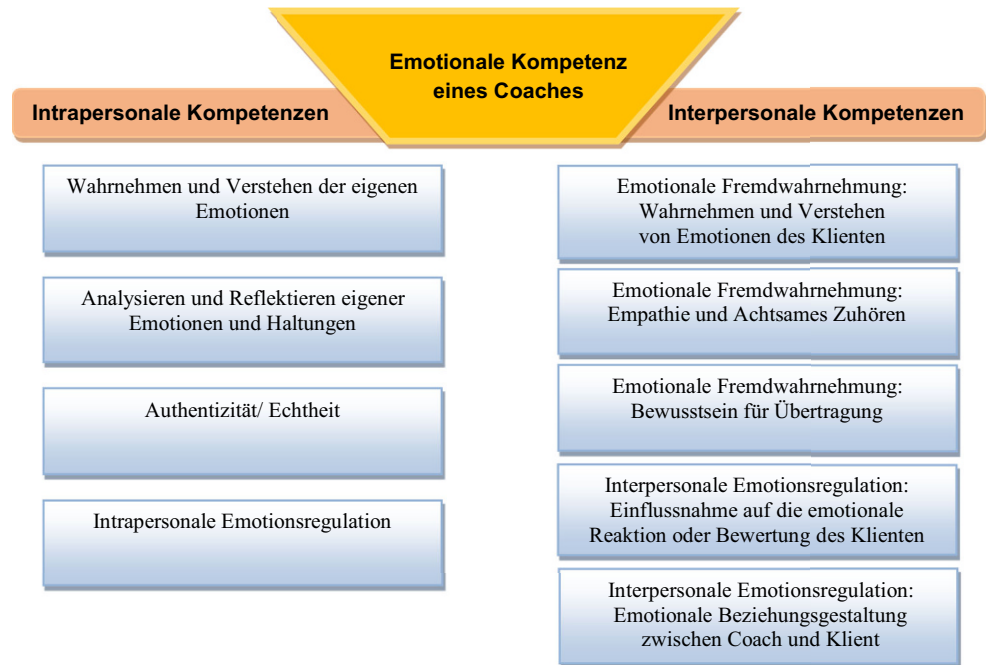 Emotionale Kompetenz
eines Coaches
Intrapersonale Kompetenzen
Interpersonale Kompetenzen
Wahrnehmen und Verstehen der eigenen
Emotionen
Analysieren und Reflektieren eigener
Emotionen und Haltungen
Authentizität/ Echtheit
Intrapersonale Emotionsregulation
Emotionale Fremdwahrnehmung:
Wahrnehmen und Verstehen
von Emotionen des Klienten
Emotionale Fremdwahrnehmung:
Empathie und Achtsames Zuhören
Emotionale Fremdwahrnehmung:
Bewusstsein für Übertragung
Interpersonale Emotionsregulation:
Einflussnahme auf die emotionale
Reaktion oder Bewertung des Klienten
Interpersonale Emotionsregulation:
Emotionale Beziehungsgestaltung
zwischen Coach und Klient